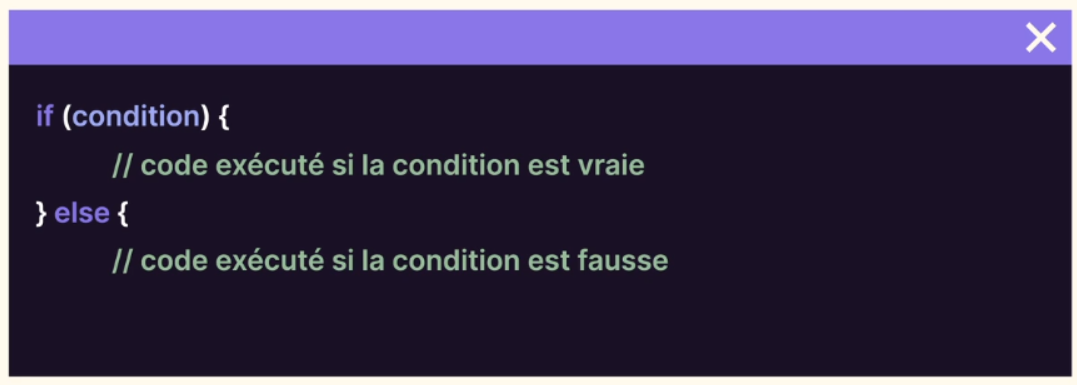 if (condition) {
// code exécuté si la condition est vraie
} else {
// code exécuté si la condition est fausse